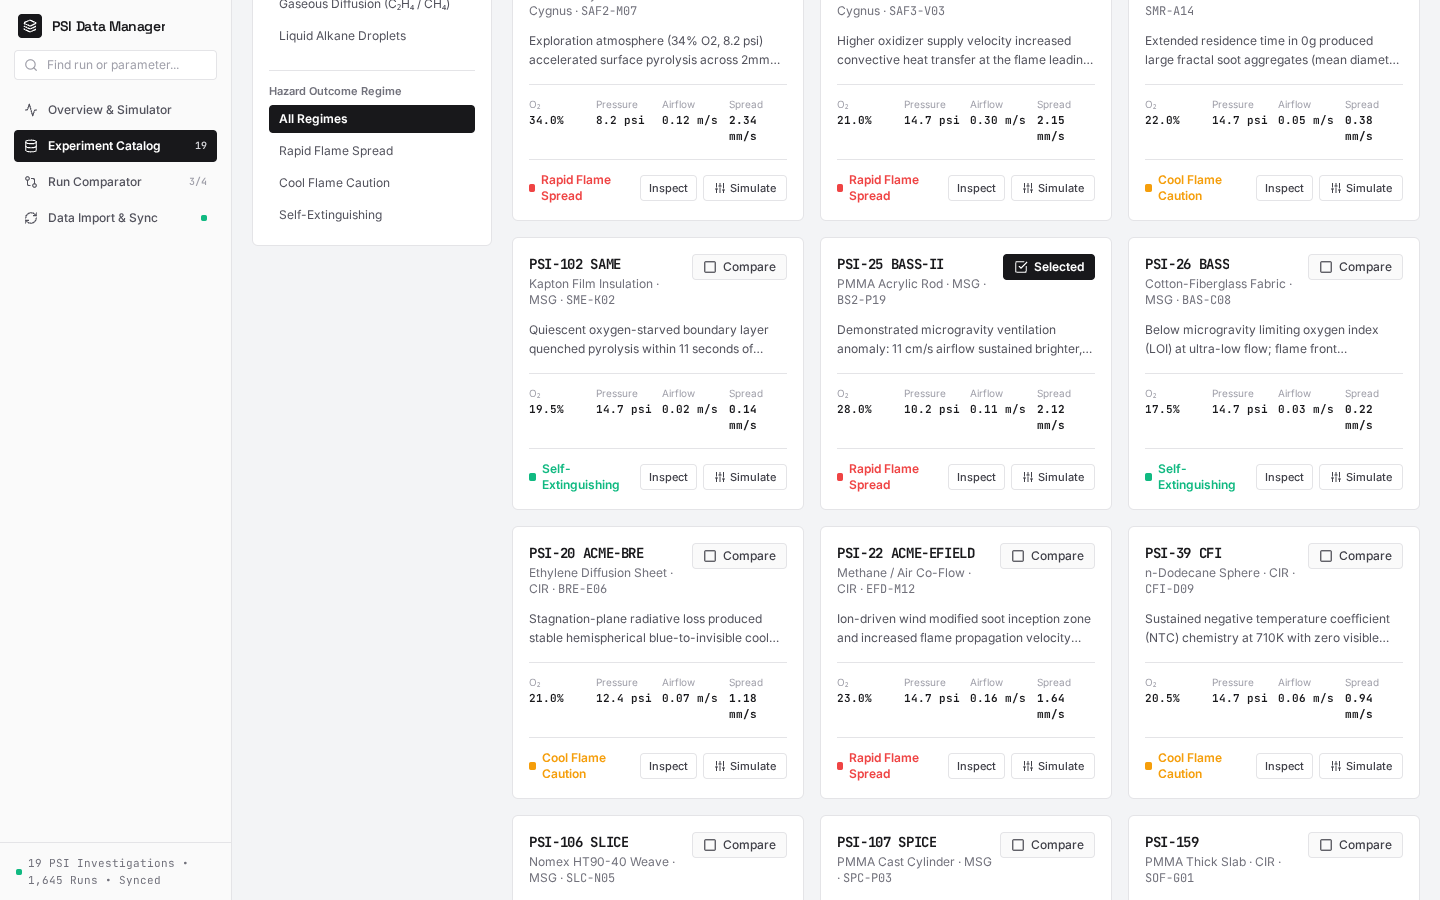 PSI Data Manager
Find run or parameter...
Overview & Simulator
Experiment Catalog 19
Run Comparator 3/4
Data Import & Sync
19 PSI Investigations •
1,645 Runs • Synced
Gaseous Diffusion (C₂H₄ / CH₄)
Liquid Alkane Droplets
Hazard Outcome Regime
All Regimes
Rapid Flame Spread
Cool Flame Caution
Self-Extinguishing
Cygnus · SAF2-M07
Exploration atmosphere (34% O2, 8.2 psi)
accelerated surface pyrolysis across 2mm...
O₂ Pressure Airflow Spread
34.0% 8.2 psi 0.12 m/s 2.34
mm/s
Rapid Flame
Spread
Inspect Simulate
Cygnus · SAF3-V03
Higher oxidizer supply velocity increased
convective heat transfer at the flame leadin...
O₂ Pressure Airflow Spread
21.0% 14.7 psi 0.30 m/s 2.15
mm/s
Rapid Flame
Spread
Inspect Simulate
SMR-A14
Extended residence time in 0g produced
large fractal soot aggregates (mean diamet...
O₂ Pressure Airflow Spread
22.0% 14.7 psi 0.05 m/s 0.38
mm/s
Cool Flame
Caution
Inspect Simulate
PSI-102 SAME
Compare
Kapton Film Insulation ·
MSG · SME-K02
Quiescent oxygen-starved boundary layer
quenched pyrolysis within 11 seconds of...
O₂ Pressure Airflow Spread
19.5% 14.7 psi 0.02 m/s 0.14
mm/s
Self-
Extinguishing
Inspect Simulate
PSI-25 BASS-II
Selected
PMMA Acrylic Rod · MSG ·
BS2-P19
Demonstrated microgravity ventilation
anomaly: 11 cm/s airflow sustained brighter,...
O₂ Pressure Airflow Spread
28.0% 10.2 psi 0.11 m/s 2.12
mm/s
Rapid Flame
Spread
Inspect Simulate
PSI-26 BASS
Compare
Cotton-Fiberglass Fabric ·
MSG · BAS-C08
Below microgravity limiting oxygen index
(LOI) at ultra-low flow; flame front...
O₂ Pressure Airflow Spread
17.5% 14.7 psi 0.03 m/s 0.22
mm/s
Self-
Extinguishing
Inspect Simulate
PSI-20 ACME-BRE
Compare
Ethylene Diffusion Sheet ·
CIR · BRE-E06
Stagnation-plane radiative loss produced
stable hemispherical blue-to-invisible cool...
O₂ Pressure Airflow Spread
21.0% 12.4 psi 0.07 m/s 1.18
mm/s
Cool Flame
Caution
Inspect Simulate
PSI-22 ACME-EFIELD
Compare
Methane / Air Co-Flow ·
CIR · EFD-M12
Ion-driven wind modified soot inception zone
and increased flame propagation velocity...
O₂ Pressure Airflow Spread
23.0% 14.7 psi 0.16 m/s 1.64
mm/s
Rapid Flame
Spread
Inspect Simulate
PSI-39 CFI
Compare
n-Dodecane Sphere · CIR ·
CFI-D09
Sustained negative temperature coefficient
(NTC) chemistry at 710K with zero visible...
O₂ Pressure Airflow Spread
20.5% 14.7 psi 0.06 m/s 0.94
mm/s
Cool Flame
Caution
Inspect Simulate
PSI-106 SLICE
Compare
Nomex HT90-40 Weave ·
MSG · SLC-N05
PSI-107 SPICE
Compare
PMMA Cast Cylinder · MSG
· SPC-P03
PSI-159
Compare
PMMA Thick Slab · CIR ·
SOF-G01